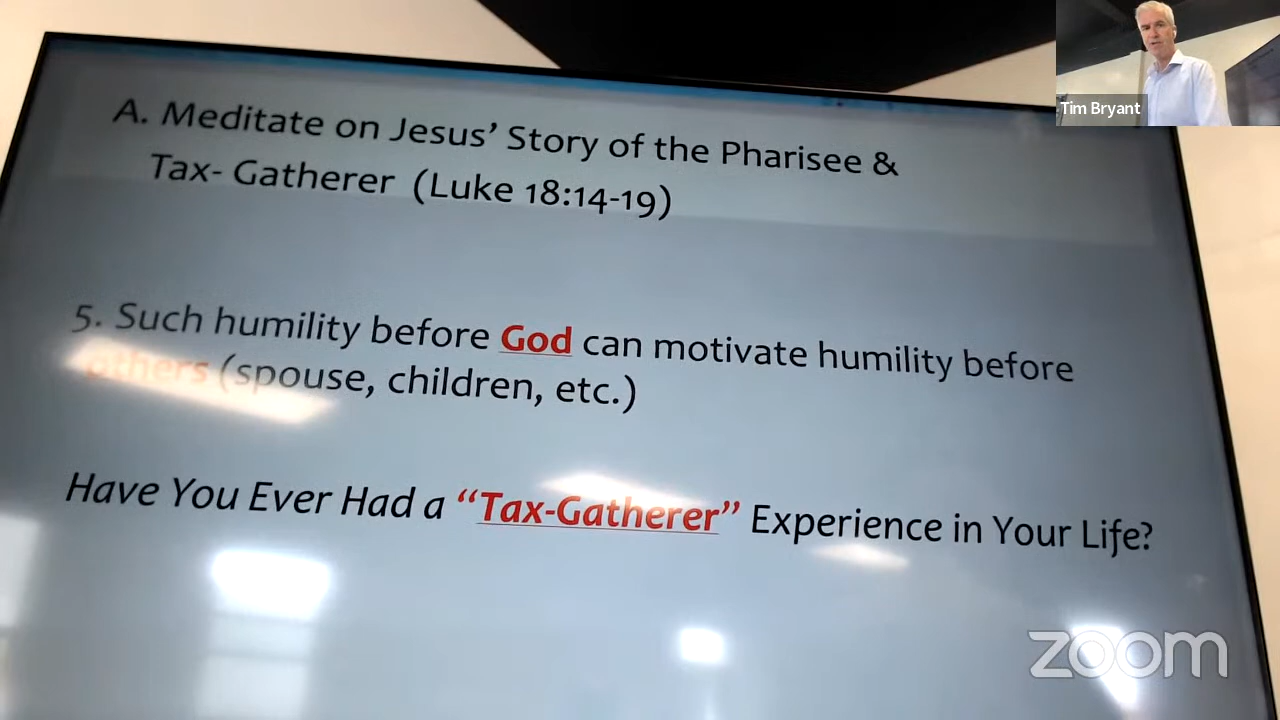 A. Meditate on Jesus' Story of the Pharisee &
Tax- Gatherer (Luke 18:14-19)
5. Such humility before God can motivate humility before
others (spouse, children, etc.)
Have You Ever Had a “Tax-Gatherer” Experience in Your Life?
Tim Bryant
zoom